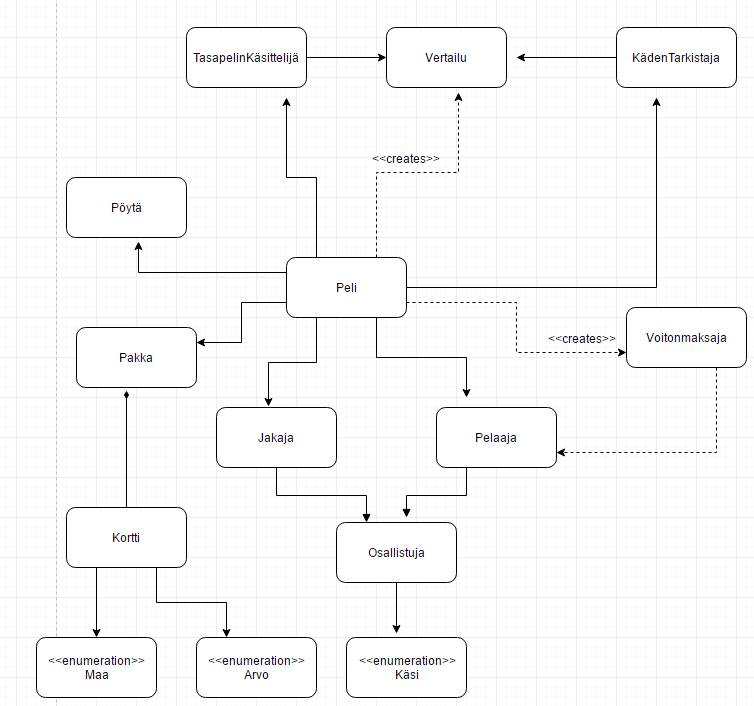 TasapelinKäsittelijä
Vertailu
KädenTarkistaja
<<creates>>
Pöytä
Peli
<<creates>>
Voitonmaksaja
Pakka
Jakaja
Pelaaja
Kortti
Osallistuja
<<enumeration>>
Maa
<<enumeration>>
Arvo
<<enumeration>>
Käsi